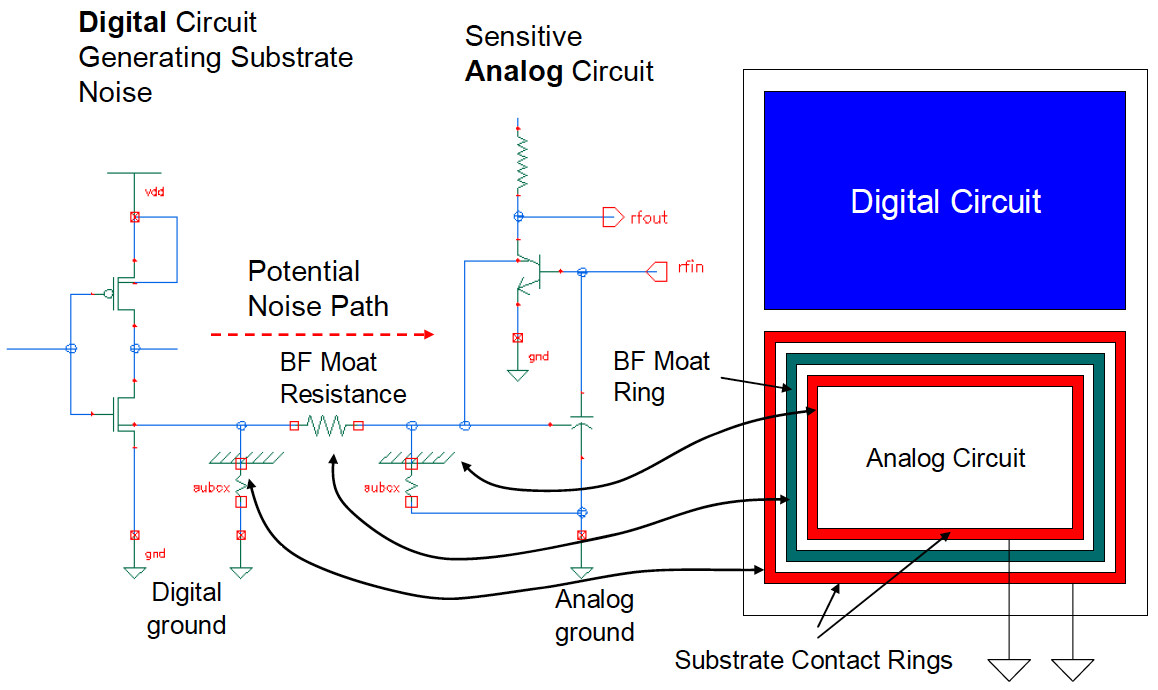 Digital Circuit
Generating Substrate
Noise
Sensitive
Analog Circuit
vdd
rfout
rfin
gnd
Potential
Noise Path
BF Moat
Resistance
subcx
subcx
gnd
Digital
ground
Analog
ground
Digital Circuit
BF Moat
Ring
Analog Circuit
Substrate Contact Rings